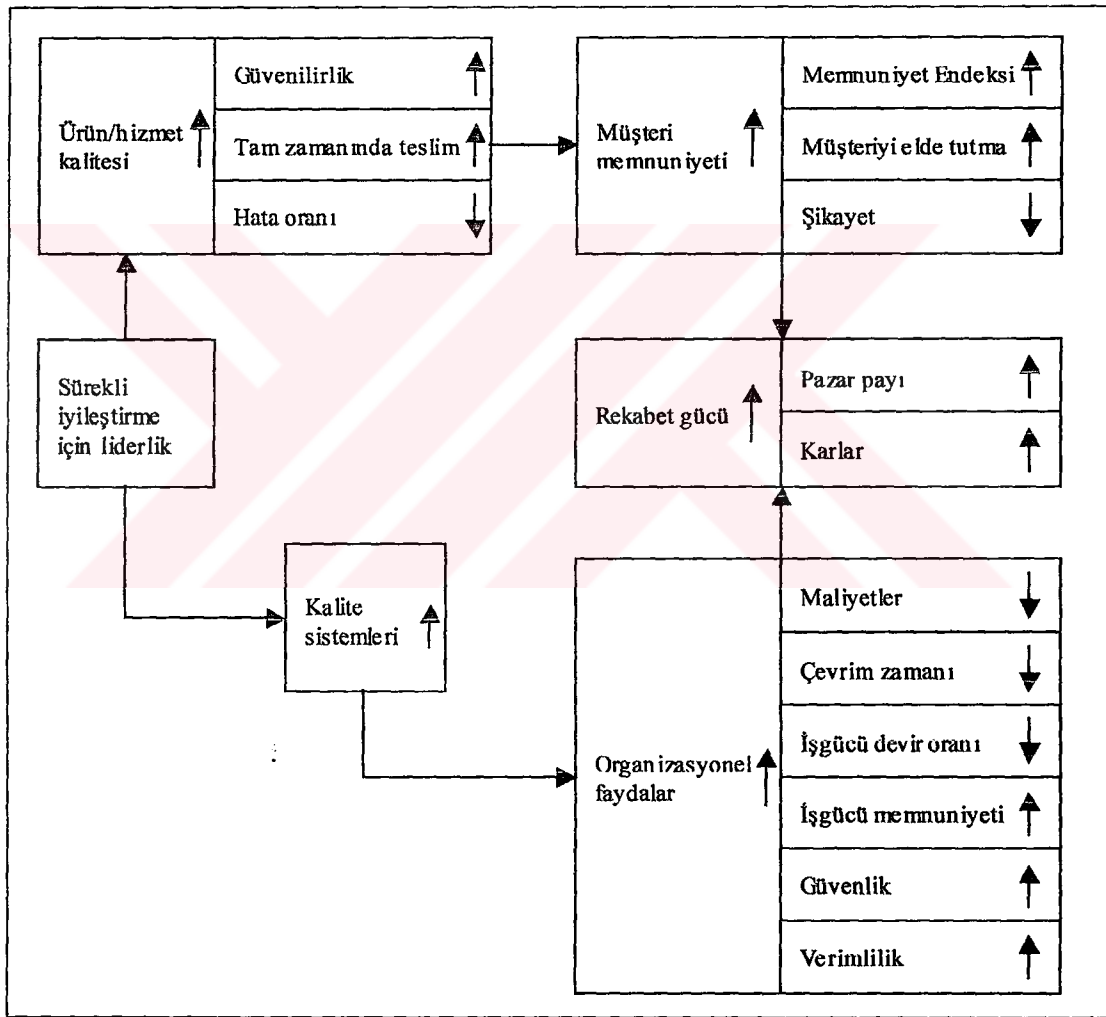 Ürün/hizmet
kalitesi
Güvenilirlik
Tam zamanında teslim
Hata oranı
Müşteri
memnuniyeti
Memnuniyet Endeksi
Müşteriyi elde tutma
Şikayet
Sürekli
iyileştirme
için liderlik
Rekabet gücü
Pazar payı
Karlar
Kalite
sistemleri
Organizasyonel
faydalar
Maliyetler
Çevrim zamanı
İşgücü devir oranı
İşgücü memnuniyeti
Güvenlik
Verimlilik